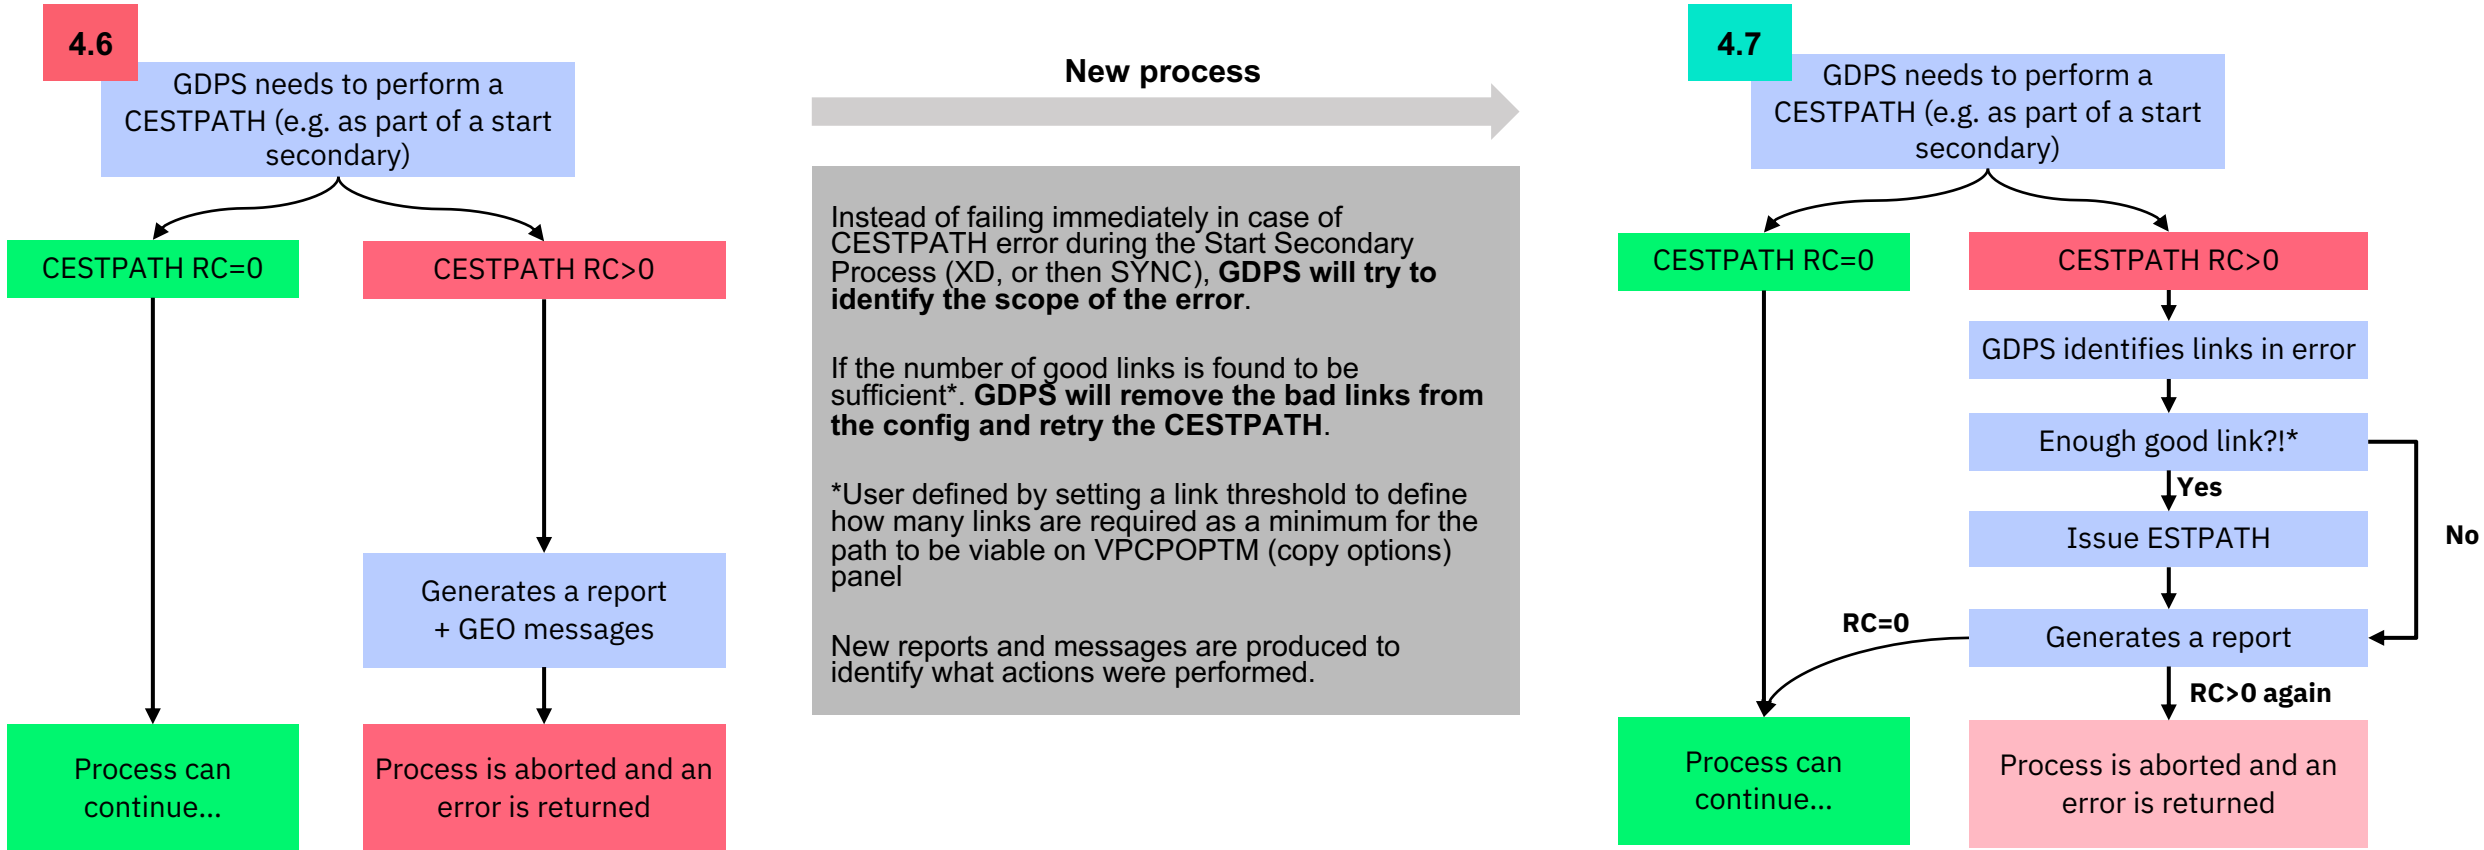 4.6
GDPS needs to perform a
CESTPATH (e.g. as part of a start
secondary)
CESTPATH RC=0
CESTPATH RC>0
Generates a report
+ GEO messages
Process can
continue...
Process is aborted and an
error is returned
New process
Instead of failing immediately in case of
CESTPATH error during the Start Secondary
Process (XD, or then SYNC), GDPS will try to
identify the scope of the error.
If the number of good links is found to be
sufficient*. GDPS will remove the bad links from
the config and retry the CESTPATH.
*User defined by setting a link threshold to define
how many links are required as a minimum for the
path to be viable on VPCPOPTM (copy options)
panel
New reports and messages are produced to
identify what actions were performed.
4.7
GDPS needs to perform a
CESTPATH (e.g. as part of a start
secondary)
CESTPATH RC=0
CESTPATH RC>0
GDPS identifies links in error
Enough good link?!*
Yes
No
Issue ESTPATH
RC=0
Generates a report
RC>0 again
Process can
continue...
Process is aborted and an
error is returned